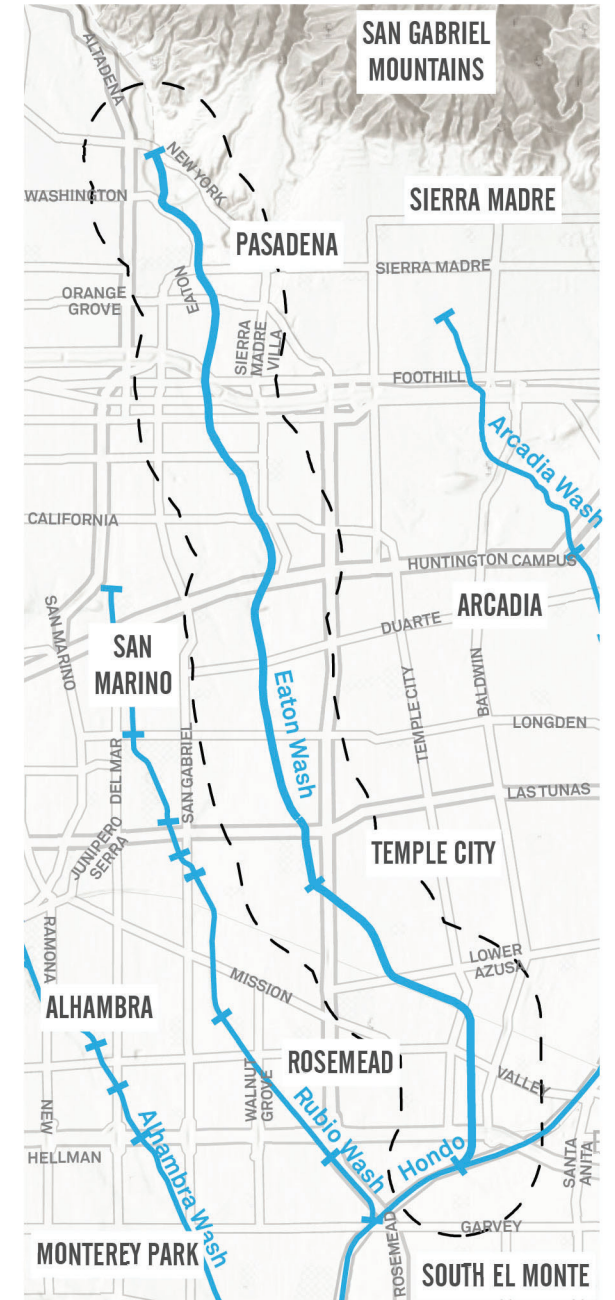 SAN GABRIEL
MOUNTAINS
ALTADENA
NEW YORK
WASHINGTON
SIERRA MADRE
PASADENA
SIERRA MADRE
EATON
ORANGE
GROVE
SIERRA
MADRE
VILLA
FOOTHILL
Arcadia Wash
CALIFORNIA
HUNTINGTON CAMPUS
SAN MARINO
ARCADIA
DUARTE
SAN
MARINO
Eaton Wash
TEMPLE CITY
BALDWIN
LONGDEN
DEL MAR
SAN GABRIEL
LAS TUNAS
JUNIPERO
SERRA
TEMPLE CITY
RAMONA
LOWER
AZUSA
MISSION
ALHAMBRA
ROSEMEAD
VALLEY
WALNUT
GROVE
NEW
Rubio Wash
Alhambra Wash
Hondo
HELLMAN
SANTA
ANITA
ROSEMEAD
GARVEY
MONTEREY PARK
SOUTH EL MONTE